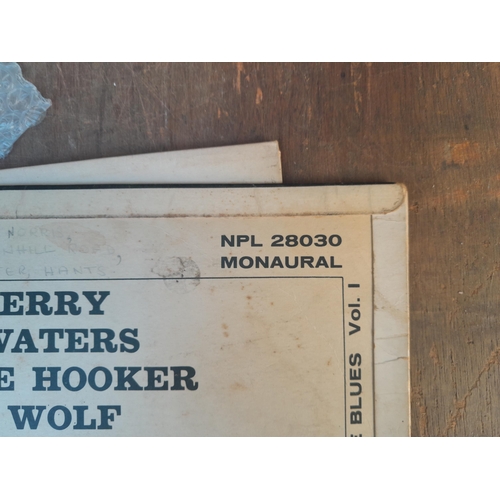 NPL 28030
MONAURAL
ERRY
WATERS
E HOOKER
WOLF
E BLUES Vol. I